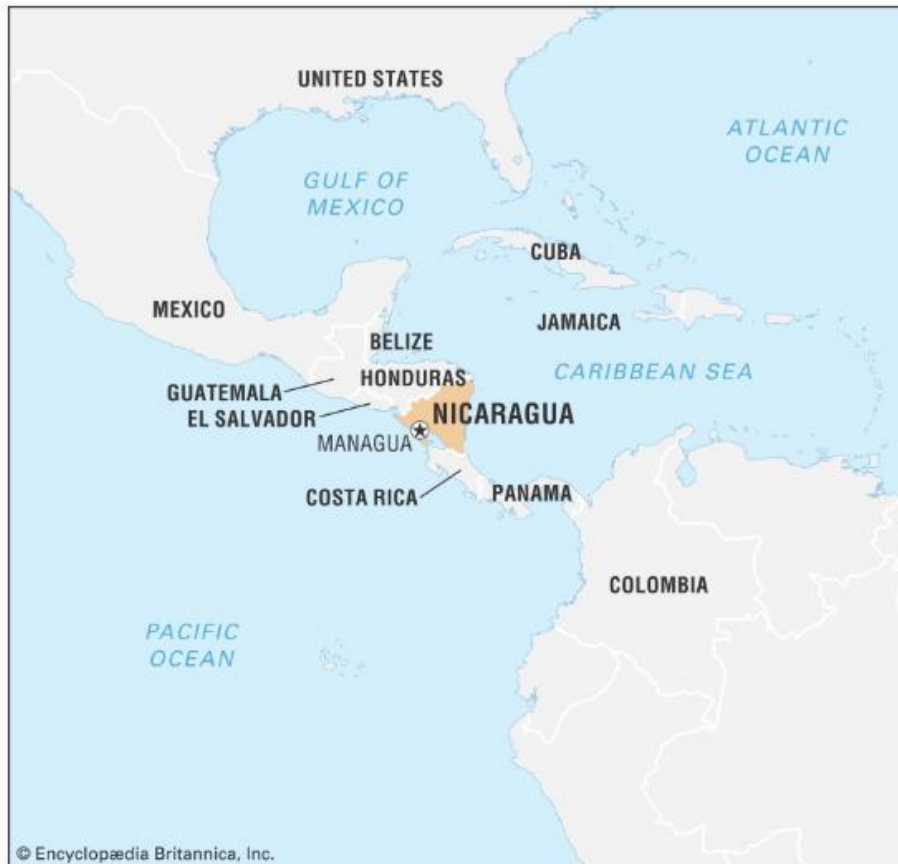 UNITED STATES
ATLANTIC
OCEAN
GULF OF
MEXICO
CUBA
MEXICO
JAMAICA
BELIZE
CARIBBEAN SEA
HONDURAS
GUATEMALA
EL SALVADOR
NICARAGUA
MANAGUA
COSTA RICA
PANAMA
COLOMBIA
PACIFIC
OCEAN
© Encyclopædia Britannica, Inc.